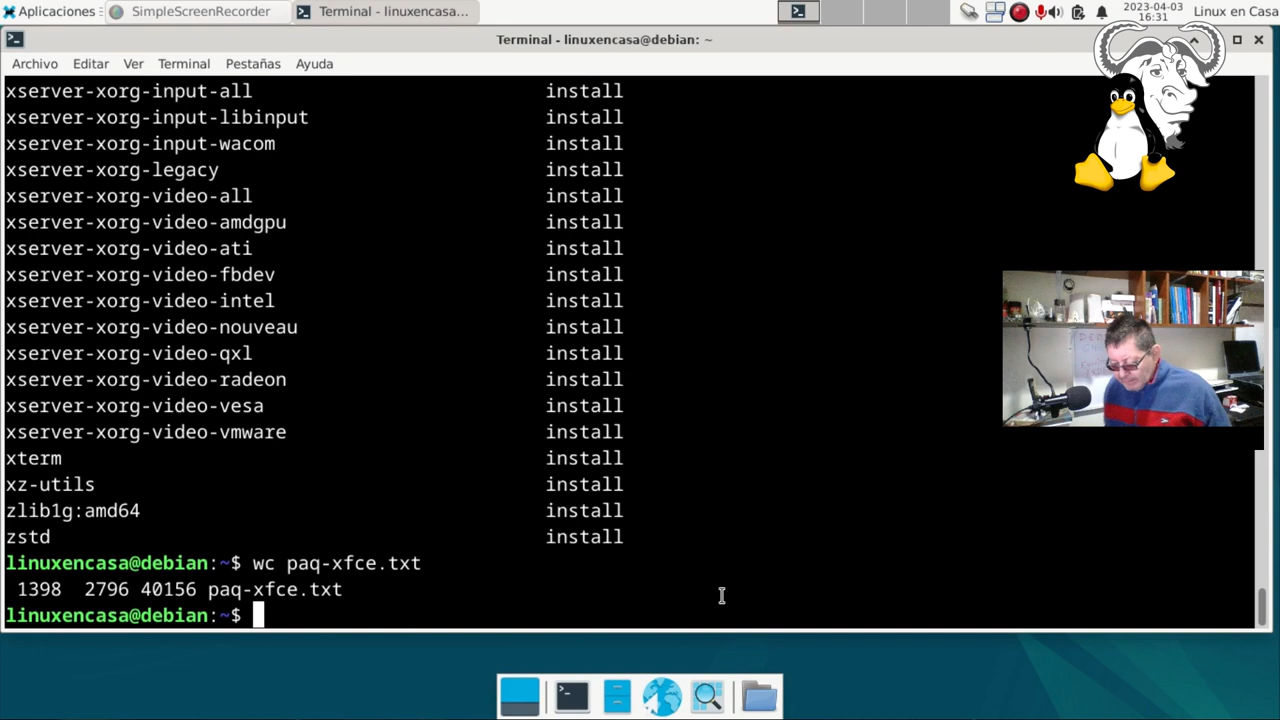 Aplicaciones
SimpleScreenRecorder
Terminal - linuxencasa...
2023-04-03
16:31
Linux en Casa
Terminal - linuxencasa@debian: ~
Archivo Editar Ver Terminal Pestañas Ayuda
xserver-xorg-input-all install
xserver-xorg-input-libinput install
xserver-xorg-input-wacom install
xserver-xorg-legacy install
xserver-xorg-video-all install
xserver-xorg-video-amdgpu install
xserver-xorg-video-ati install
xserver-xorg-video-fbdev install
xserver-xorg-video-intel install
xserver-xorg-video-nouveau install
xserver-xorg-video-qxl install
xserver-xorg-video-radeon install
xserver-xorg-video-vesa install
xserver-xorg-video-vmware install
xterm install
xz-utils install
zlib1g:amd64 install
zstd install
linuxencasa@debian:~$ wc paq-xfce.txt
1398 2796 40156 paq-xfce.txt
linuxencasa@debian:~$